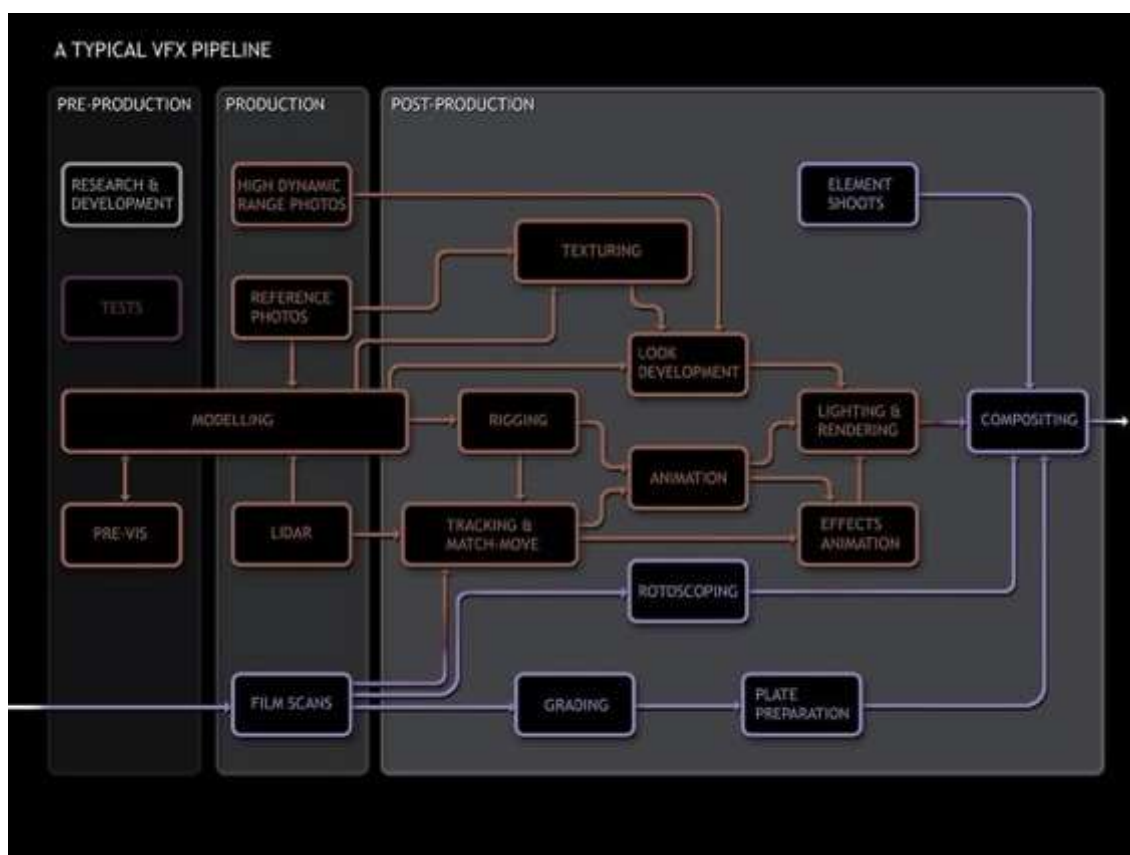 A TYPICAL VFX PIPELINE
PRE-PRODUCTION
PRODUCTION
POST-PRODUCTION
RESEARCH &
DEVELOPMENT
HIGH DYNAMIC
RANGE PHOTOS
ELEMENT
SHOOTS
TEXTURING
TESTS
REFERENCE
PHOTOS
LOOK
DEVELOPMENT
MODELLING
RIGGING
LIGHTING &
RENDERING
COMPOSITING
ANIMATION
PRE-VIS
LIDAR
TRACKING &
MATCH-MOVE
EFFECTS
ANIMATION
ROTOSCOPING
FILM SCANS
GRADING
PLATE
PREPARATION